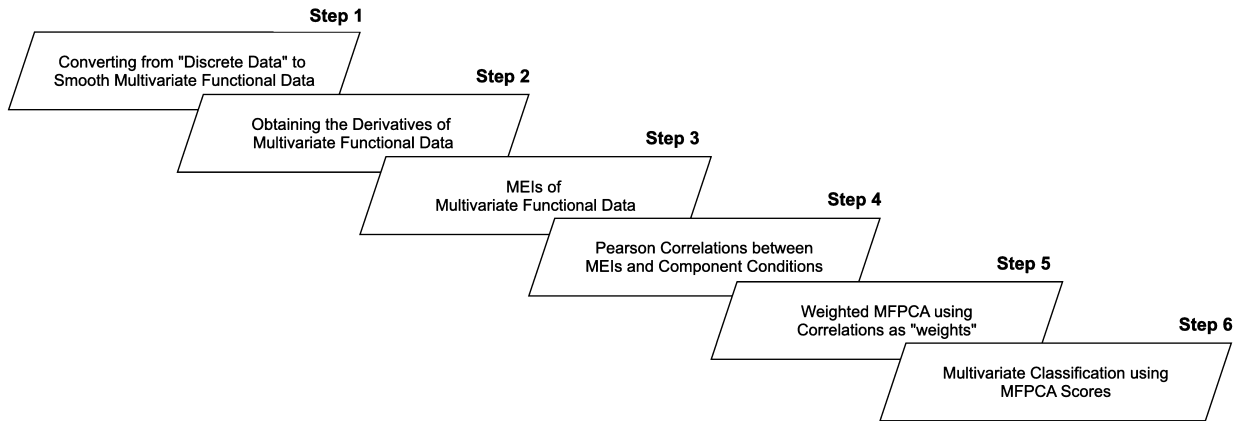 Step 1
Converting from "Discrete Data" to
Smooth Multivariate Functional Data
Step 2
Obtaining the Derivatives of
Multivariate Functional Data
Step 3
MEIs of
Multivariate Functional Data
Step 4
Pearson Correlations between
MEIs and Component Conditions
Step 5
Weighted MFPCA using
Correlations as "weights"
Step 6
Multivariate Classification using
MFPCA Scores